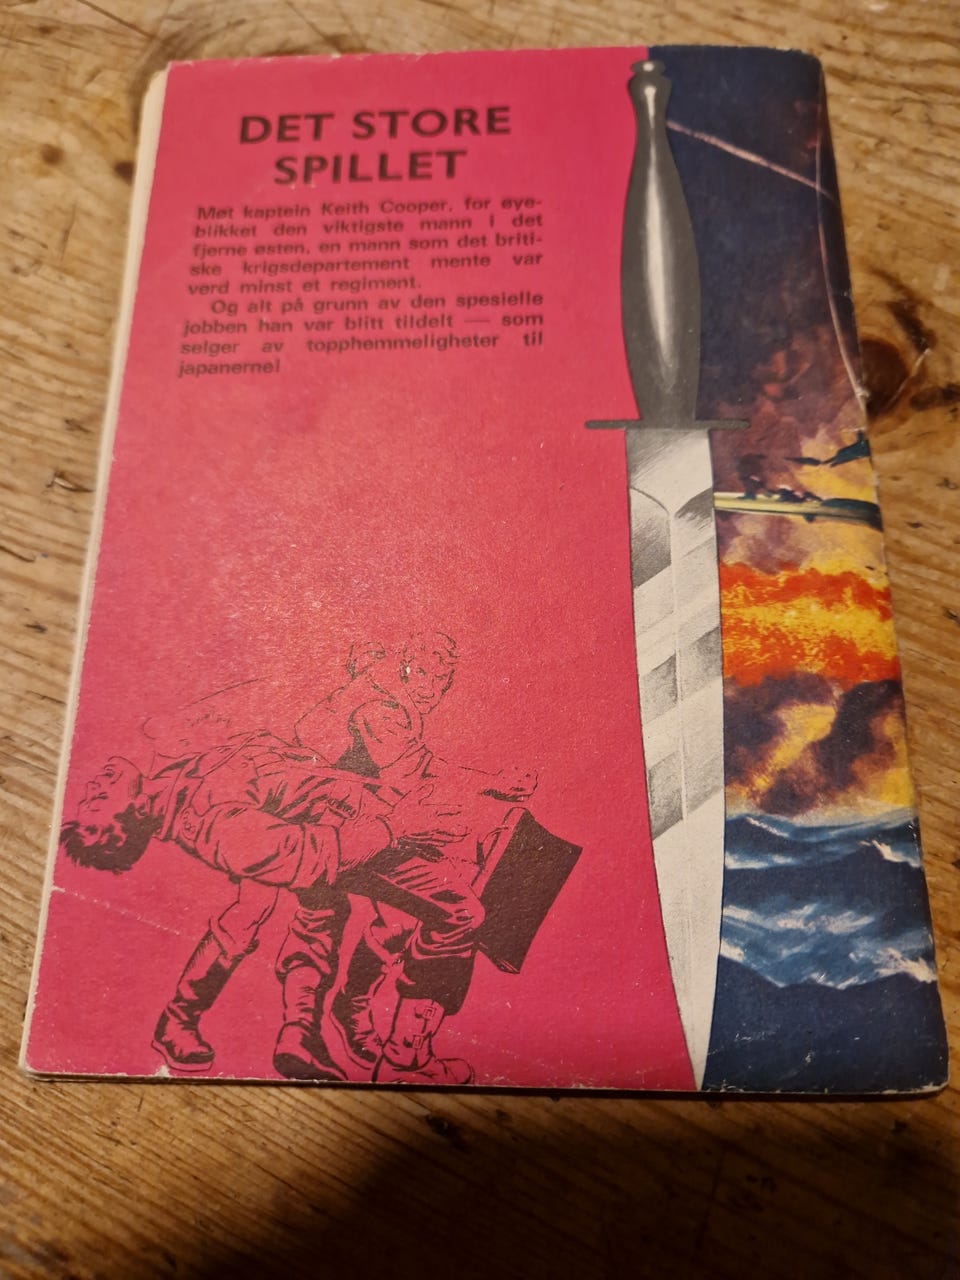 DET STORE
SPILLET
Møt kaptein Keith Cooper, for øye-
blikket den viktigste mann i det
fjerne østen, en mann som det briti-
ske krigsdepartement mente var
verd minst et regiment.
Og alt på grunn av den spesielle
jobben han var blitt tildelt — som
selger av topphemmeligheter til
japanerne!